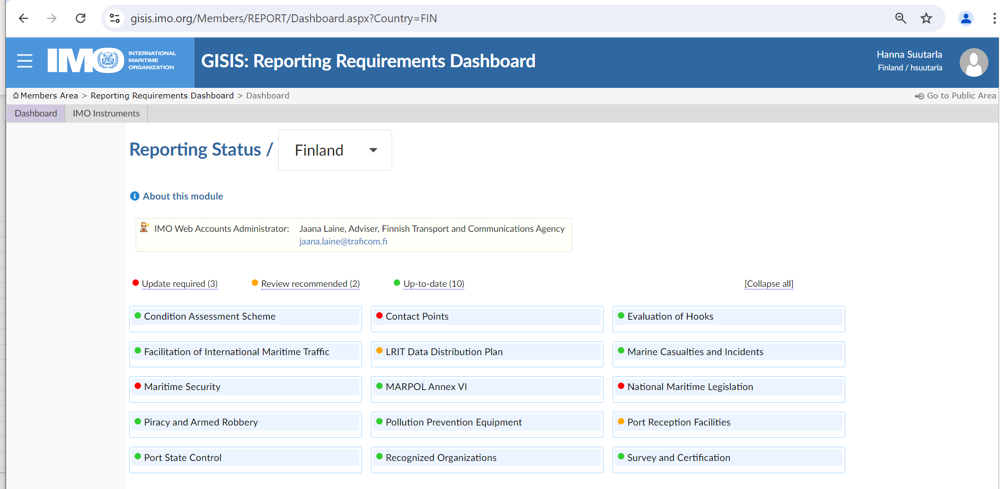 gisis.imo.org/Members/REPORT/Dashboard.aspx?Country=FIN
IMO
INTERNATIONAL
MARITIME
ORGANIZATION
GISIS: Reporting Requirements Dashboard
Hanna Suutarla
Finland / hsuutarla
Members Area > Reporting Requirements Dashboard > Dashboard
Go to Public Area
Dashboard
IMO Instruments
Reporting Status / Finland
About this module
IMO Web Accounts Administrator: Jaana Laine, Adviser, Finnish Transport and Communications Agency
jaana.laine@traficom.fi
Update required (3)
Review recommended (2)
Up-to-date (10)
[Collapse all]
Condition Assessment Scheme
Contact Points
Evaluation of Hooks
Facilitation of International Maritime Traffic
LRIT Data Distribution Plan
Marine Casualties and Incidents
Maritime Security
MARPOL Annex VI
National Maritime Legislation
Piracy and Armed Robbery
Pollution Prevention Equipment
Port Reception Facilities
Port State Control
Recognized Organizations
Survey and Certification